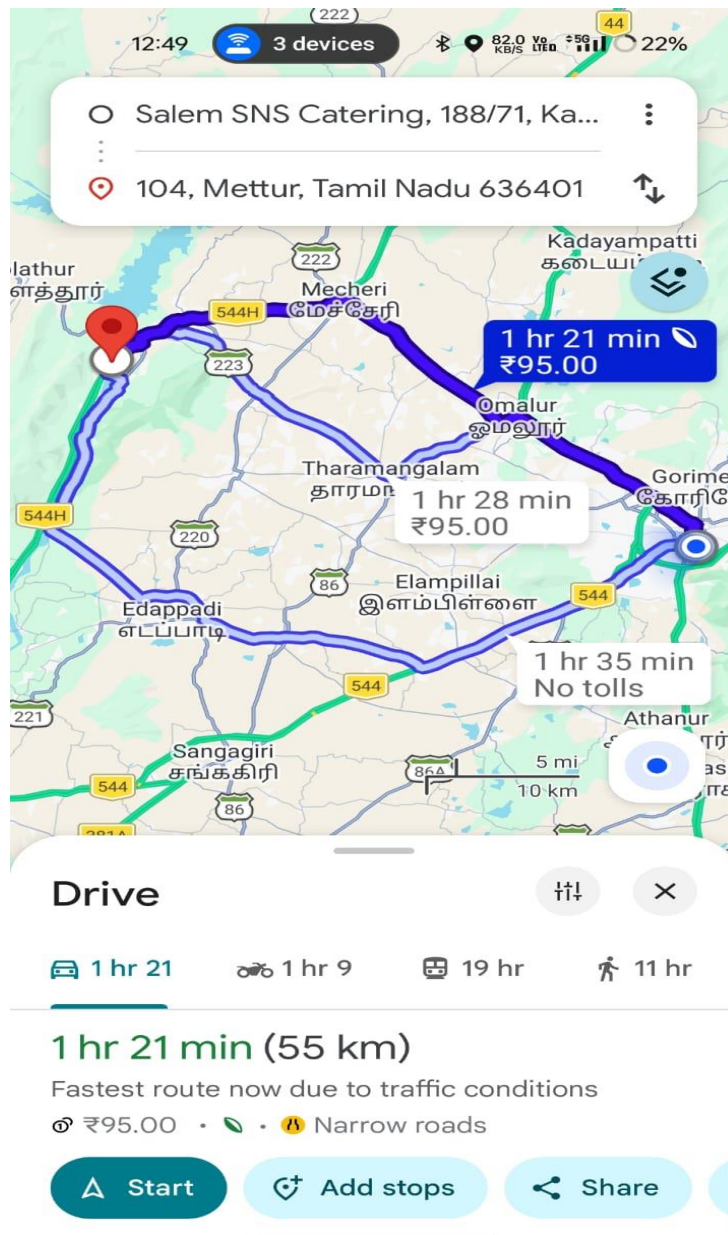 222
44
12:49
3 devices
82.0 KB/S
Vo LTE
5G
22%
Salem SNS Catering, 188/71, Ka...
104, Mettur, Tamil Nadu 636401
Kadayampatti
222
Mecheri
மேச்சேரி
544H
1 hr 21 min
₹95.00
223
Omalur
ஓமலூர்
Tharamangalam
1 hr 28 min
₹95.00
544H
220
86
Elampillai
இளம்பிள்ளை
544
Edappadi
எடப்பாடி
1 hr 35 min
No tolls
544
221
Athanur
Sangagiri
சங்ககிரி
86A
5 mi
10 km
544
86
381A
Drive
1 hr 21
1 hr 9
19 hr
11 hr
1 hr 21 min (55 km)
Fastest route now due to traffic conditions
₹95.00 · · Narrow roads
Start
Add stops
Share